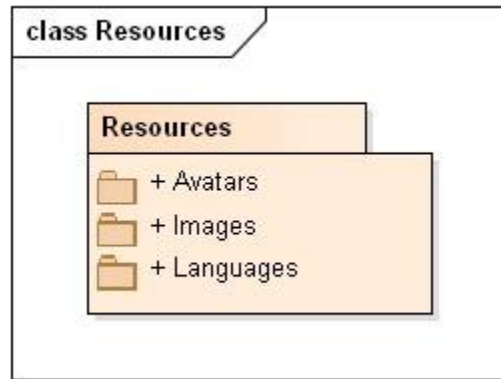 class Resources
Resources
+ Avatars
+ Images
+ Languages